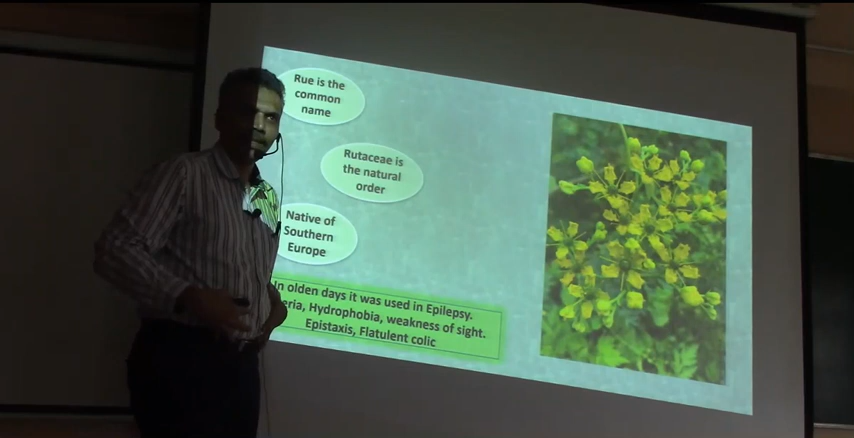 Rue is the
common
name
Rutaceae is
the natural
order
Native of
Southern
Europe
In olden days it was used in Epilepsy.
eria, Hydrophobia, weakness of sight.
Epistaxis, Flatulent colic